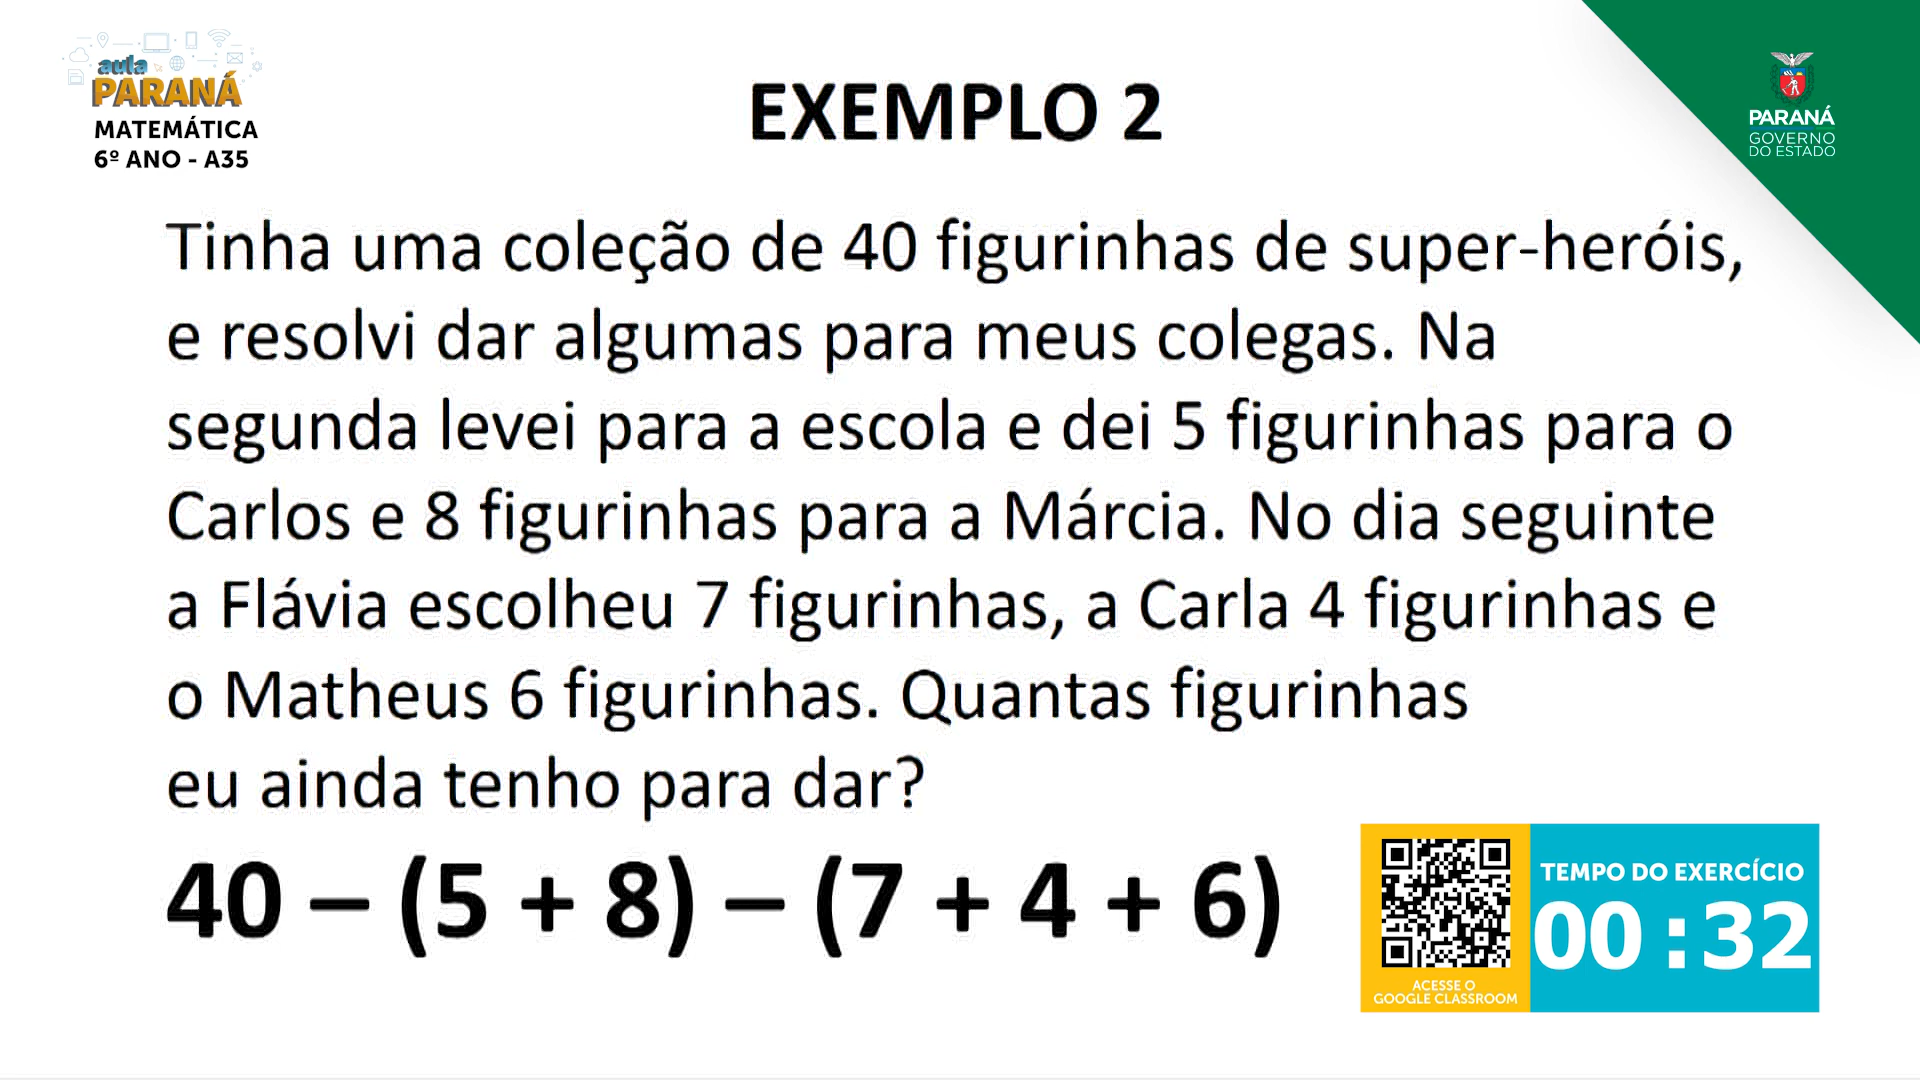 aula
PARANÁ
MATEMÁTICA
6º ANO - A35
EXEMPLO 2
PARANÁ
GOVERNO
DO ESTADO
Tinha uma coleção de 40 figurinhas de super-heróis,
e resolvi dar algumas para meus colegas. Na
segunda levei para a escola e dei 5 figurinhas para o
Carlos e 8 figurinhas para a Márcia. No dia seguinte
a Flávia escolheu 7 figurinhas, a Carla 4 figurinhas e
o Matheus 6 figurinhas. Quantas figurinhas
eu ainda tenho para dar?
40 – (5 + 8) – (7 + 4 + 6)
ACESSE O
GOOGLE CLASSROOM
TEMPO DO EXERCÍCIO
00 : 32